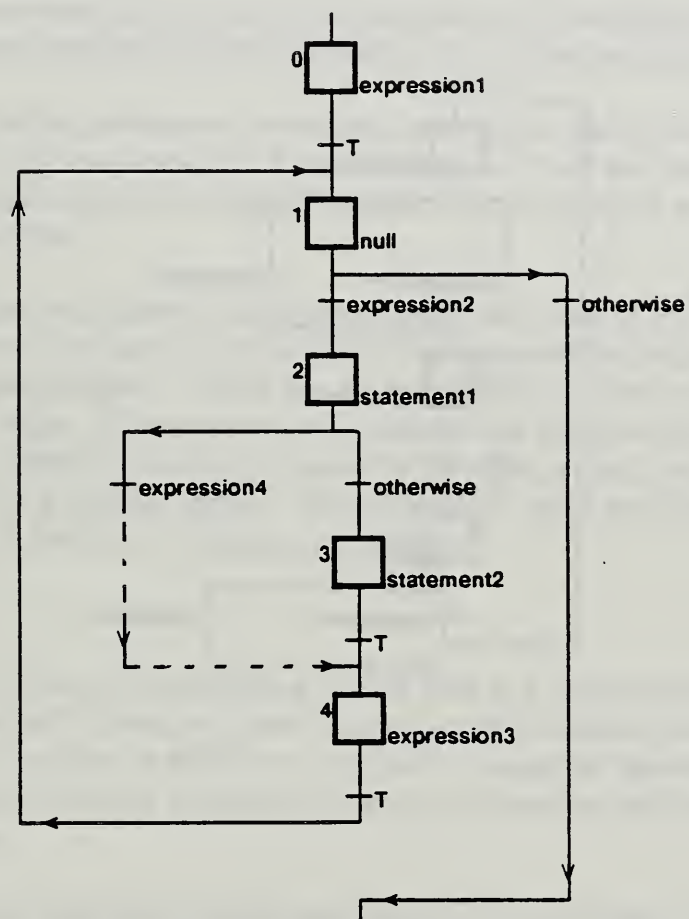 0
expression1
T
1
null
expression2 otherwise
2
statement1
expression4 otherwise
3
statement2
T
4
expression3
T